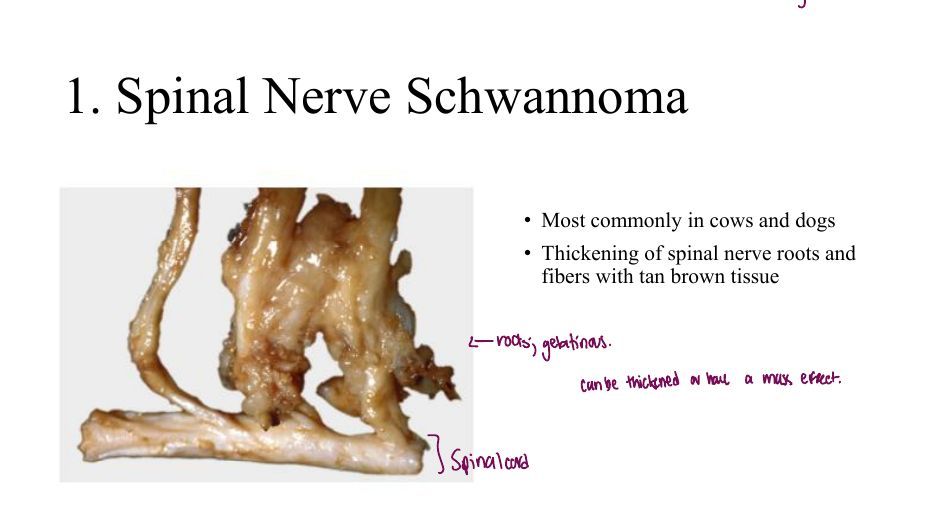 1. Spinal Nerve Schwannoma
• Most commonly in cows and dogs
• Thickening of spinal nerve roots and
fibers with tan brown tissue
← roots, gelatinous.
can be thickened or have a mass effect.
} Spinal cord